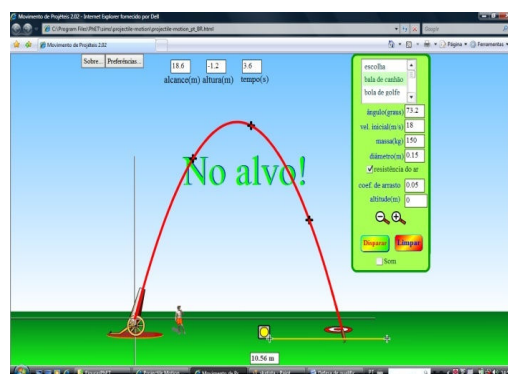 Movimento de Projéteis 2.02 - Internet Explorer fornecido por Dell
Movimento de Projéteis 2.02
Página
Ferramentas
Sobre...
Preferências...
18.6
-1.2
3.6
alcance(m)
altura(m)
tempo(s)
No alvo!
escolha
bala de canhão
bola de golfe
ângulo(graus) 73.2
vel. inicial(m/s) 18
massa(kg) 150
diâmetro(m) 0.15
resistência do ar
coef. de arrasto 0.05
altitude(m) 0
Disparar
Limpar
Som
10.56 m